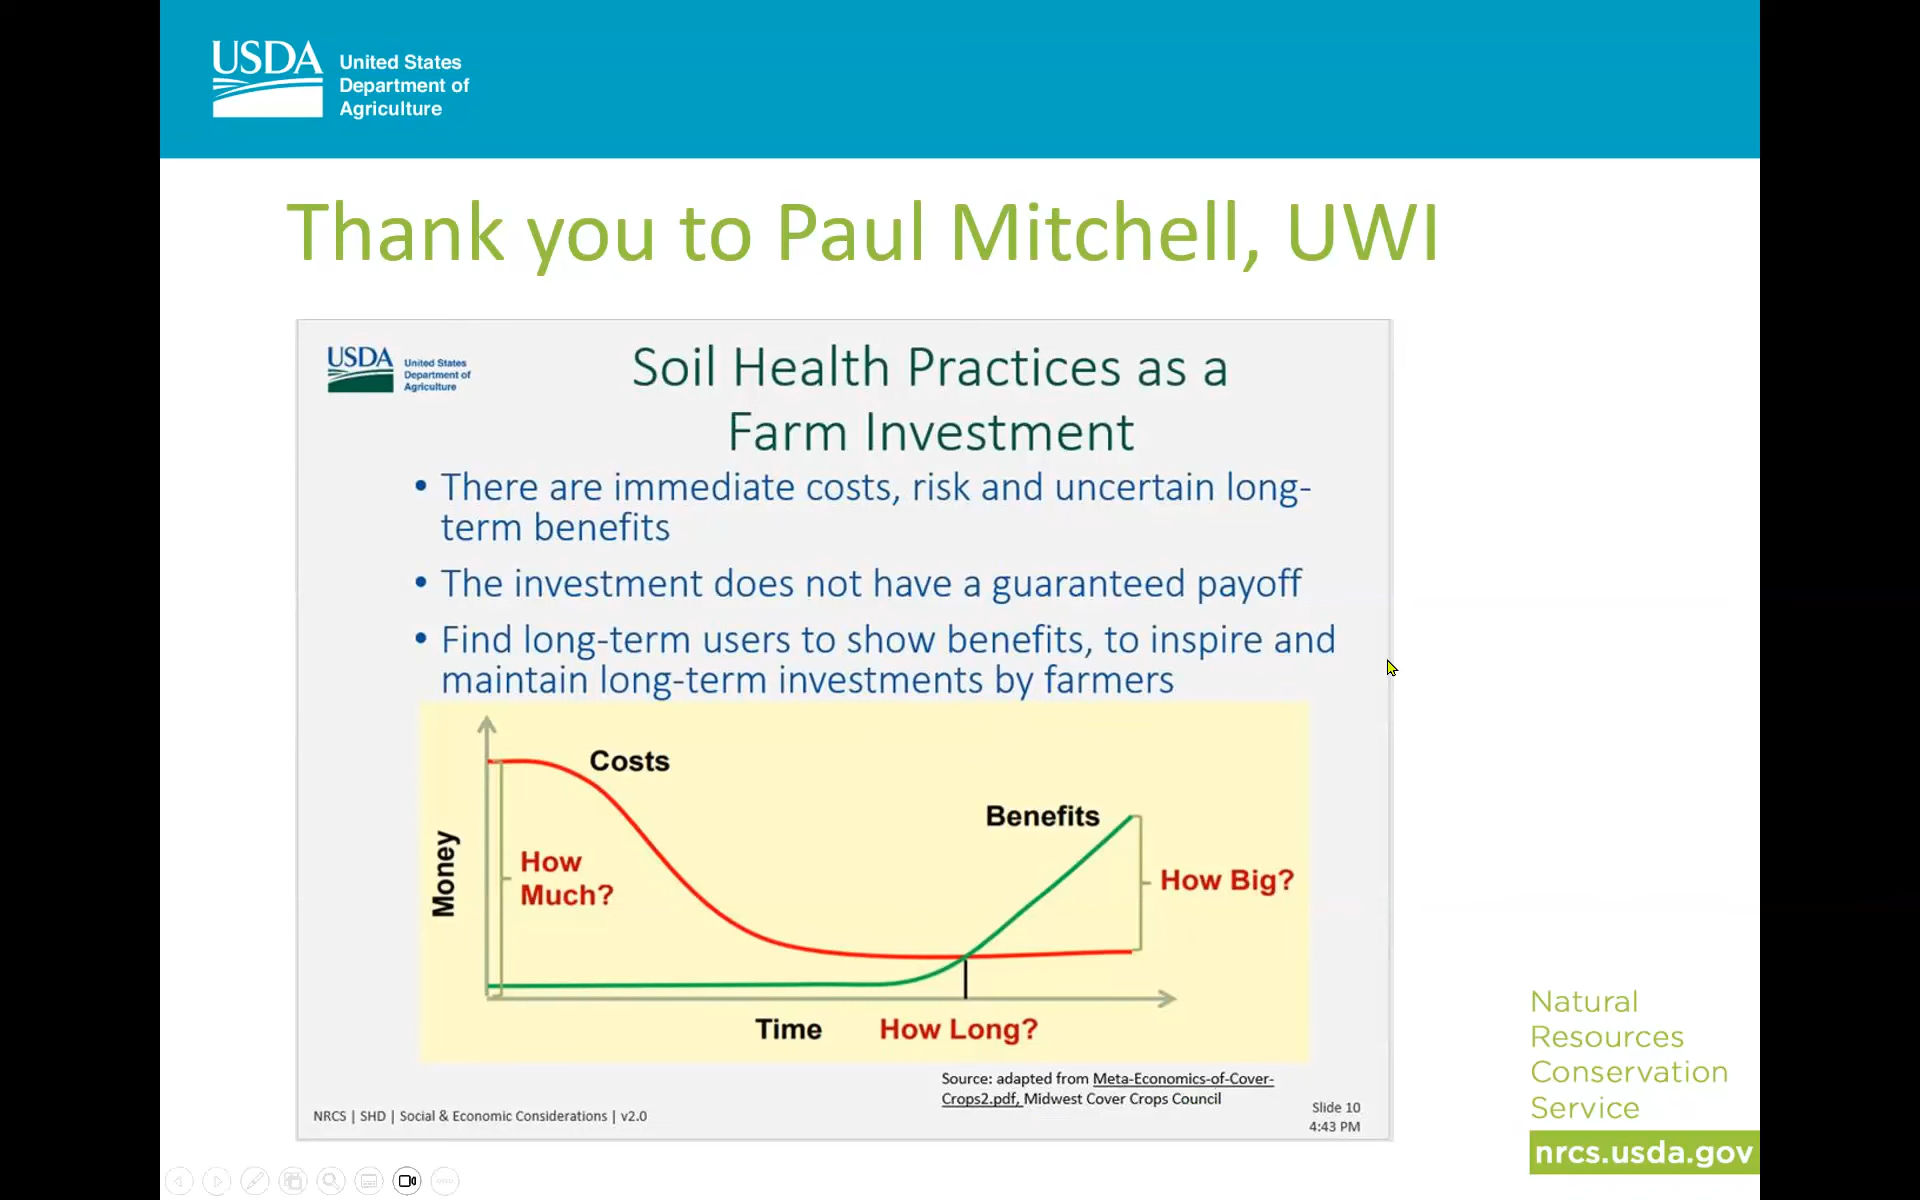 USDA
United States
Department of
Agriculture
Thank you to Paul Mitchell, UWI
USDA
United States
Department of
Agriculture
Soil Health Practices as a
Farm Investment
• There are immediate costs, risk and uncertain long-
term benefits
• The investment does not have a guaranteed payoff
• Find long-term users to show benefits, to inspire and
maintain long-term investments by farmers
Costs
Benefits
Money
How
Much?
How Big?
Time
How Long?
Source: adapted from Meta-Economics-of-Cover-
Crops2.pdf, Midwest Cover Crops Council
NRCS | SHD | Social & Economic Considerations | v2.0
Slide 10
4:43 PM
Natural
Resources
Conservation
Service
nrcs.usda.gov